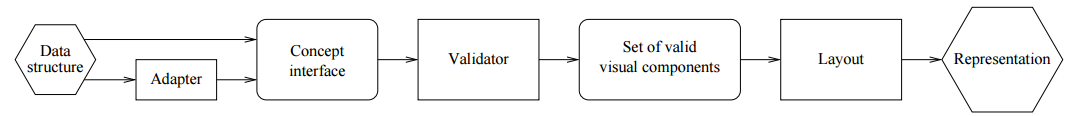 Data
structure
Adapter
Concept
interface
Validator
Set of valid
visual components
Layout
Representation